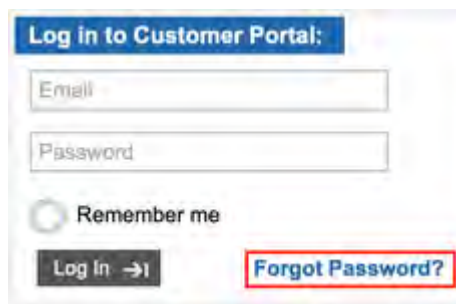 Log in to Customer Portal:
Email
Password
Remember me
Log In
Forgot Password?